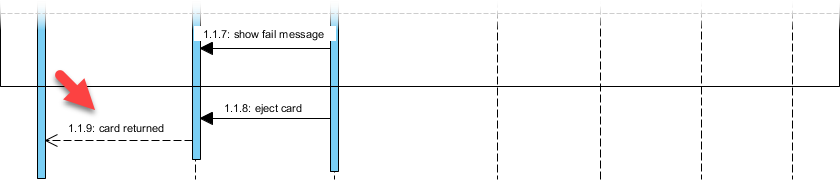 1.1.7: show fail message
1.1.8: eject card
1.1.9: card returned